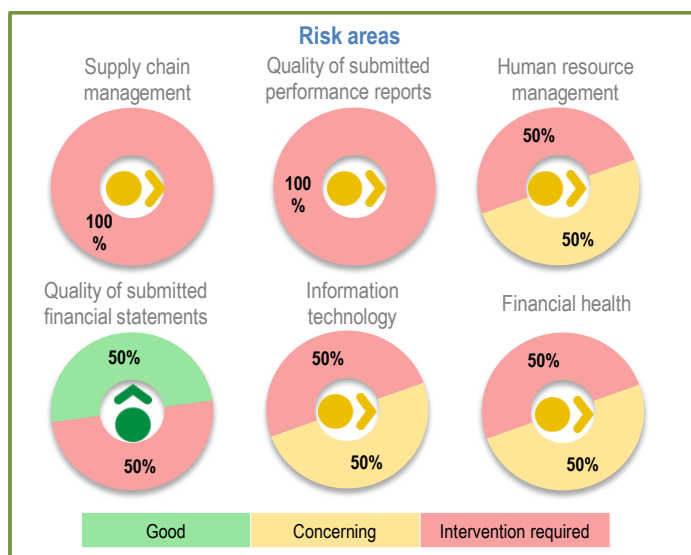 Risk areas
Supply chain
management
Quality of submitted
performance reports
Human resource
management
100
%
100
%
50%
50%
Quality of submitted
financial statements
Information
technology
Financial health
50%
50%
50%
50%
50%
50%
Good
Concerning
Intervention required